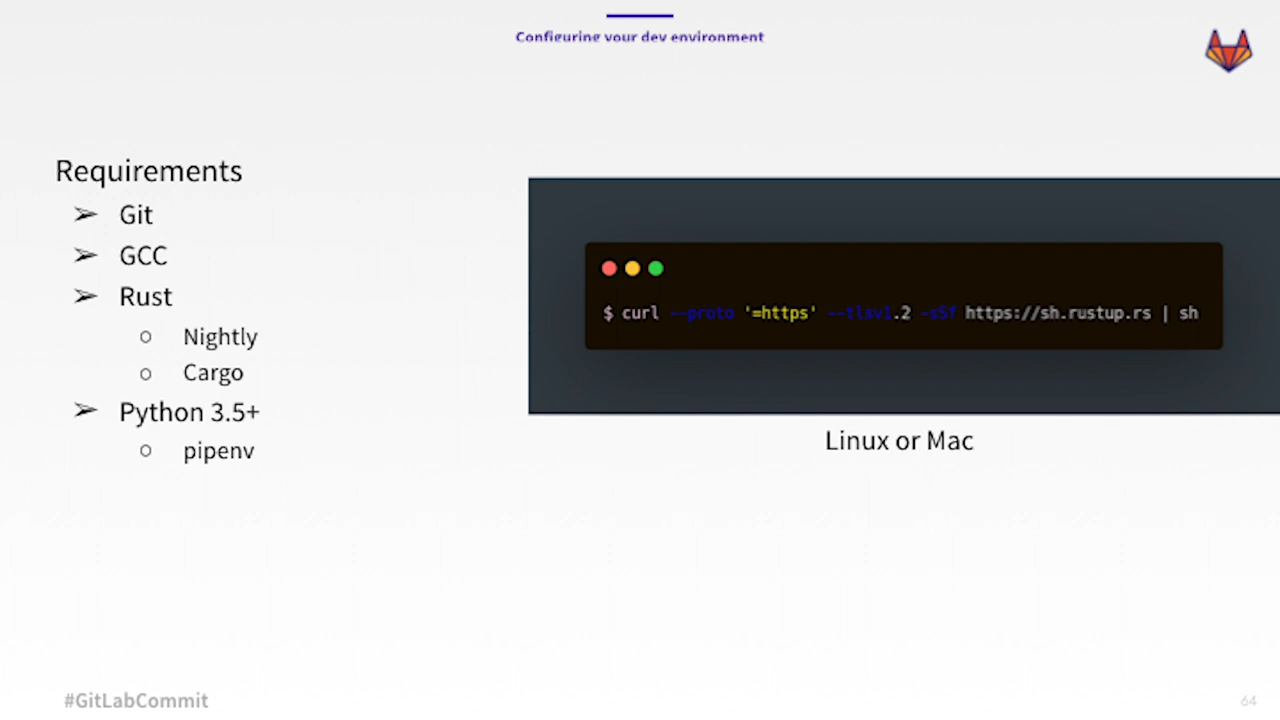 Configuring your dev environment
Requirements
➢ Git
➢ GCC
➢ Rust
○ Nightly
○ Cargo
➢ Python 3.5+
○ pipenv
$ curl --proto '=https' --tlsv1.2 -sSf https://sh.rustup.rs | sh
Linux or Mac
#GitLabCommit
64